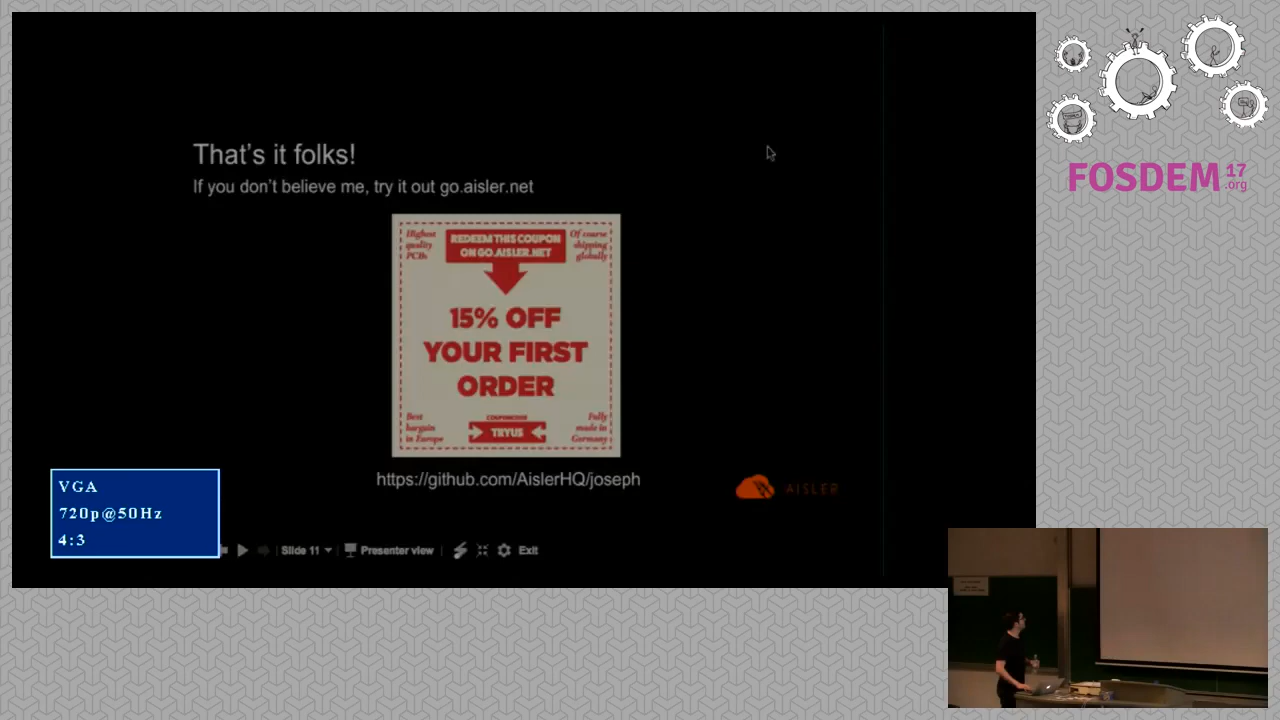 That's it folks!
If you don't believe me, try it out go.aisler.net
Highest
quality
PCBs
REDEEM THIS COUPON
ON GO.AISLER.NET
Of course
shipping
globally
15% OFF
YOUR FIRST
ORDER
Best
bargain
in Europe
COUPONCODE
TRYUS
Fully
made in
Germany
https://github.com/AislerHQ/joseph
AISLER
VGA
720p@50Hz
4:3
Slide 11
Presenter view
Exit
FOSDEM 17
.org